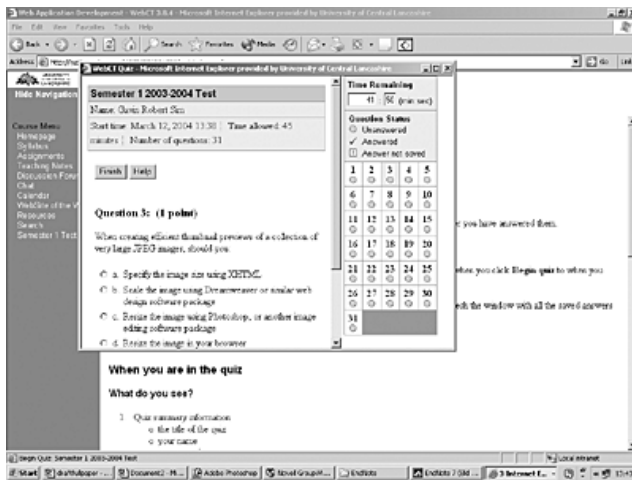 Web Application Development - WebCT 3.8.4 - Microsoft Internet Explorer provided by University of Central Lancashire
File Edit View Favorites Tools Help
Back Search Favorites Media
Address Go
WebCT Quiz - Microsoft Internet Explorer provided by University of Central Lancashire
Hide Navigation
Course Menu
Homepage
Syllabus
Assignments
Teaching Notes
Discussion Forum
Chat
Calendar
WebSite of the W
Resources
Search
Semester 1 Test
Semester 1 2003-2004 Test
Name: Gavin Robert Sim
Start time: March 12, 2004 13:38 | Time allowed: 45
minutes | Number of questions: 31
Finish Help
Question 3: (1 point)
When creating efficient thumbnail previews of a collection of
very large JPEG images, should you:
a. Specify the image size using XHTML
b. Scale the image using Dreamweaver or similar web
design software package
c. Resize the image using Photoshop, or another image
editing software package
d. Resize the image is your browser
Time Remaining
41 : (min:sec)
Question Status
Unanswered
Answered
Answer not saved
1 2 3 4 5
6 7 8 9 10
11 12 13 14 15
16 17 18 19 20
21 22 23 24 25
26 27 28 29 30
31
you have answered them.
when you click Begin quiz to when you
the window with all the saved answers
When you are in the quiz
What do you see?
1. Quiz summary information
o the title of the quiz
o your name
Begin Quiz: Semester 1 2003-2004 Test Local intranet
Start Document2 - M... Adobe Photoshop Novel GroupW... EndNote EndNote 7 3 Internet E...